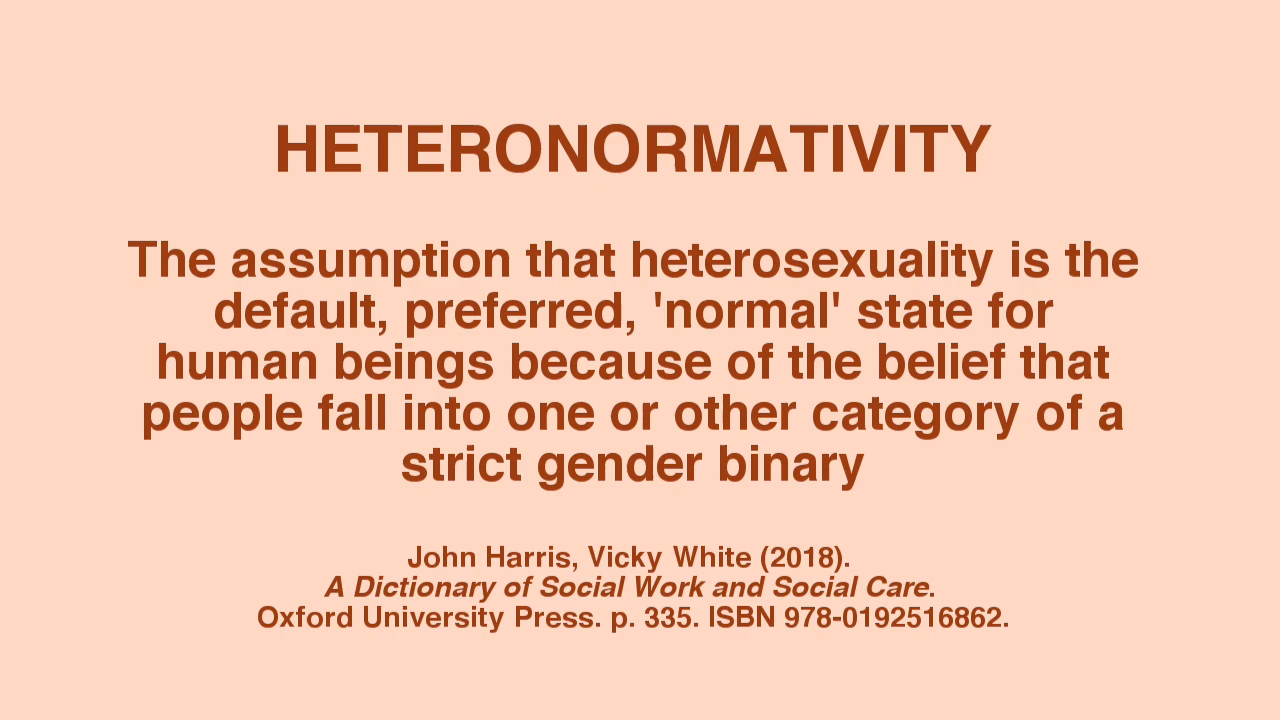 HETERONORMATIVITY
The assumption that heterosexuality is the
default, preferred, 'normal' state for
human beings because of the belief that
people fall into one or other category of a
strict gender binary
John Harris, Vicky White (2018).
A Dictionary of Social Work and Social Care.
Oxford University Press. p. 335. ISBN 978-0192516862.